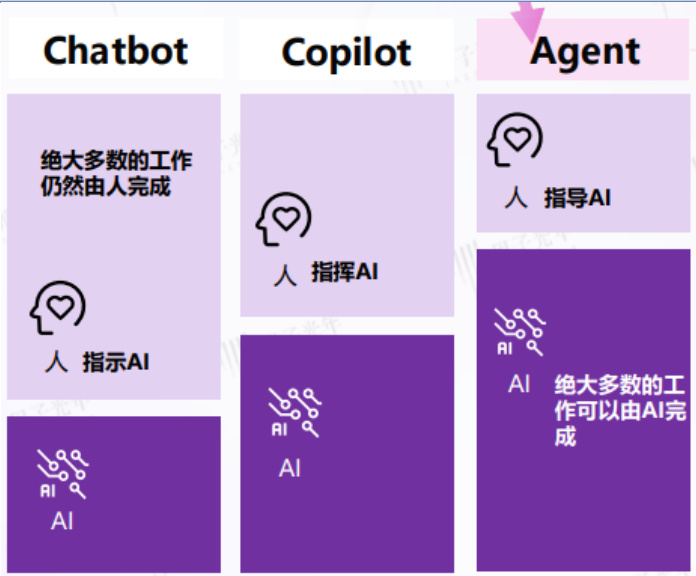 Chatbot
Copilot
Agent
绝大多数的工作
仍然由人完成
人 指示AI
AI
AI
人 指挥AI
AI
AI
人 指导AI
AI
AI
绝大多数的工
作可以由AI完
成